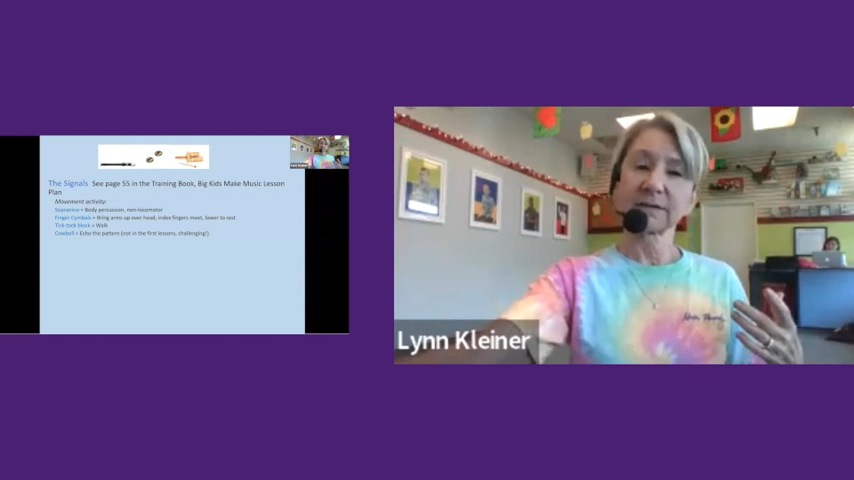 The Signals See page 55 in the Training Book, Big Kids Make Music Lesson
Plan
Movement activity:
Sopranino = Body percussion, non-locomotor
Finger Cymbals = Bring arms up over head, index fingers meet, lower to rest
Tick-tock block = Walk
Cowbell = Echo the pattern (not in the first lessons, challenging!)
Lynn Kleiner